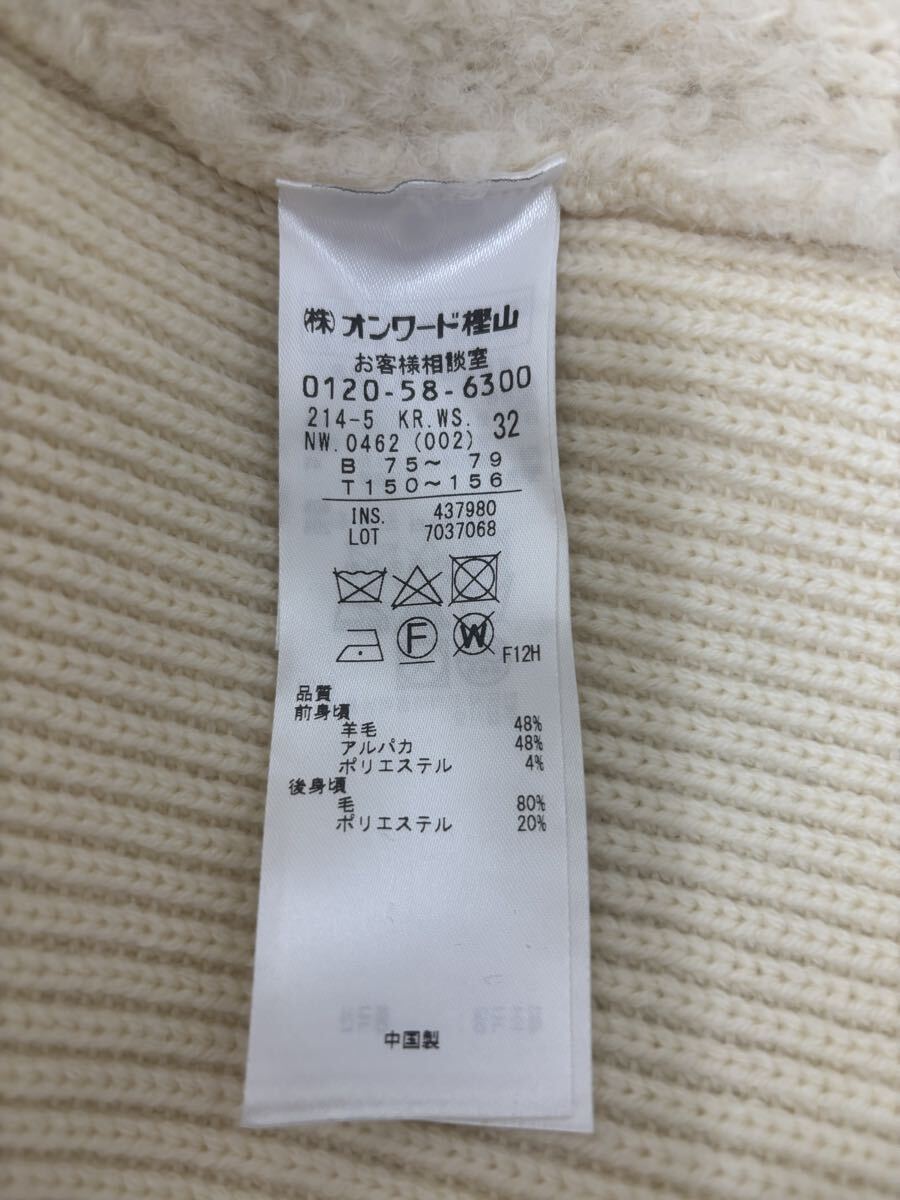 ㈱オンワード樫山
お客様相談室
0120-58-6300
214-5 KR.WS. 32
NW.0462 (002)
B 75～ 79
T150～156
INS. 437980
LOT 7037068
F W F12H
品質
前身頃
羊毛 48%
アルパカ 48%
ポリエステル 4%
後身頃
毛 80%
ポリエステル 20%
中国製